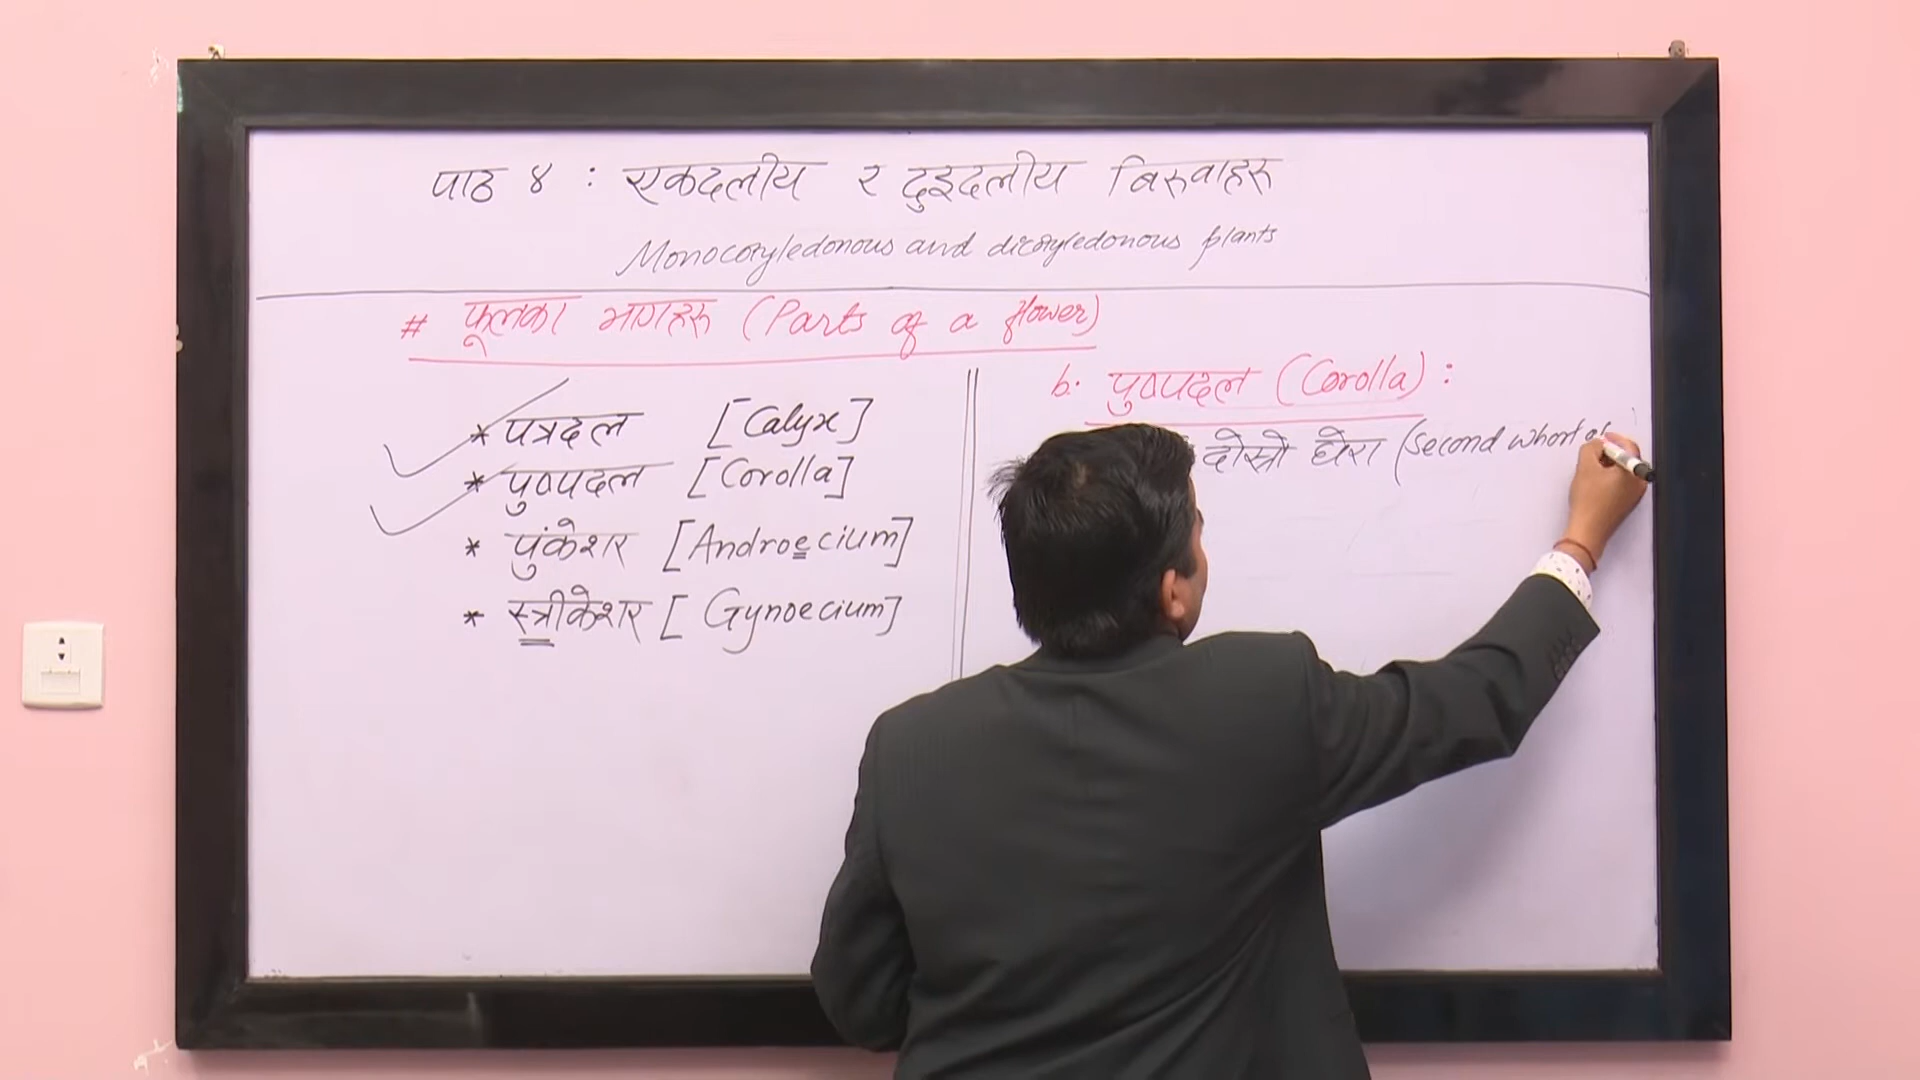 पाठ ४ : एकदलीय र दुइदलीय बिरुवाहरु
Monocotyledonous and dicotyledonous plants
# फूलका भागहरु (Parts of a flower)
* पत्रदल [Calyx]
* पुष्पदल [Corolla]
* पुंकेशर [Androecium]
* स्त्रीकेशर [Gynoecium]
b. पुष्पदल (Corolla) :
दोस्रो घेरा (Second whorl of